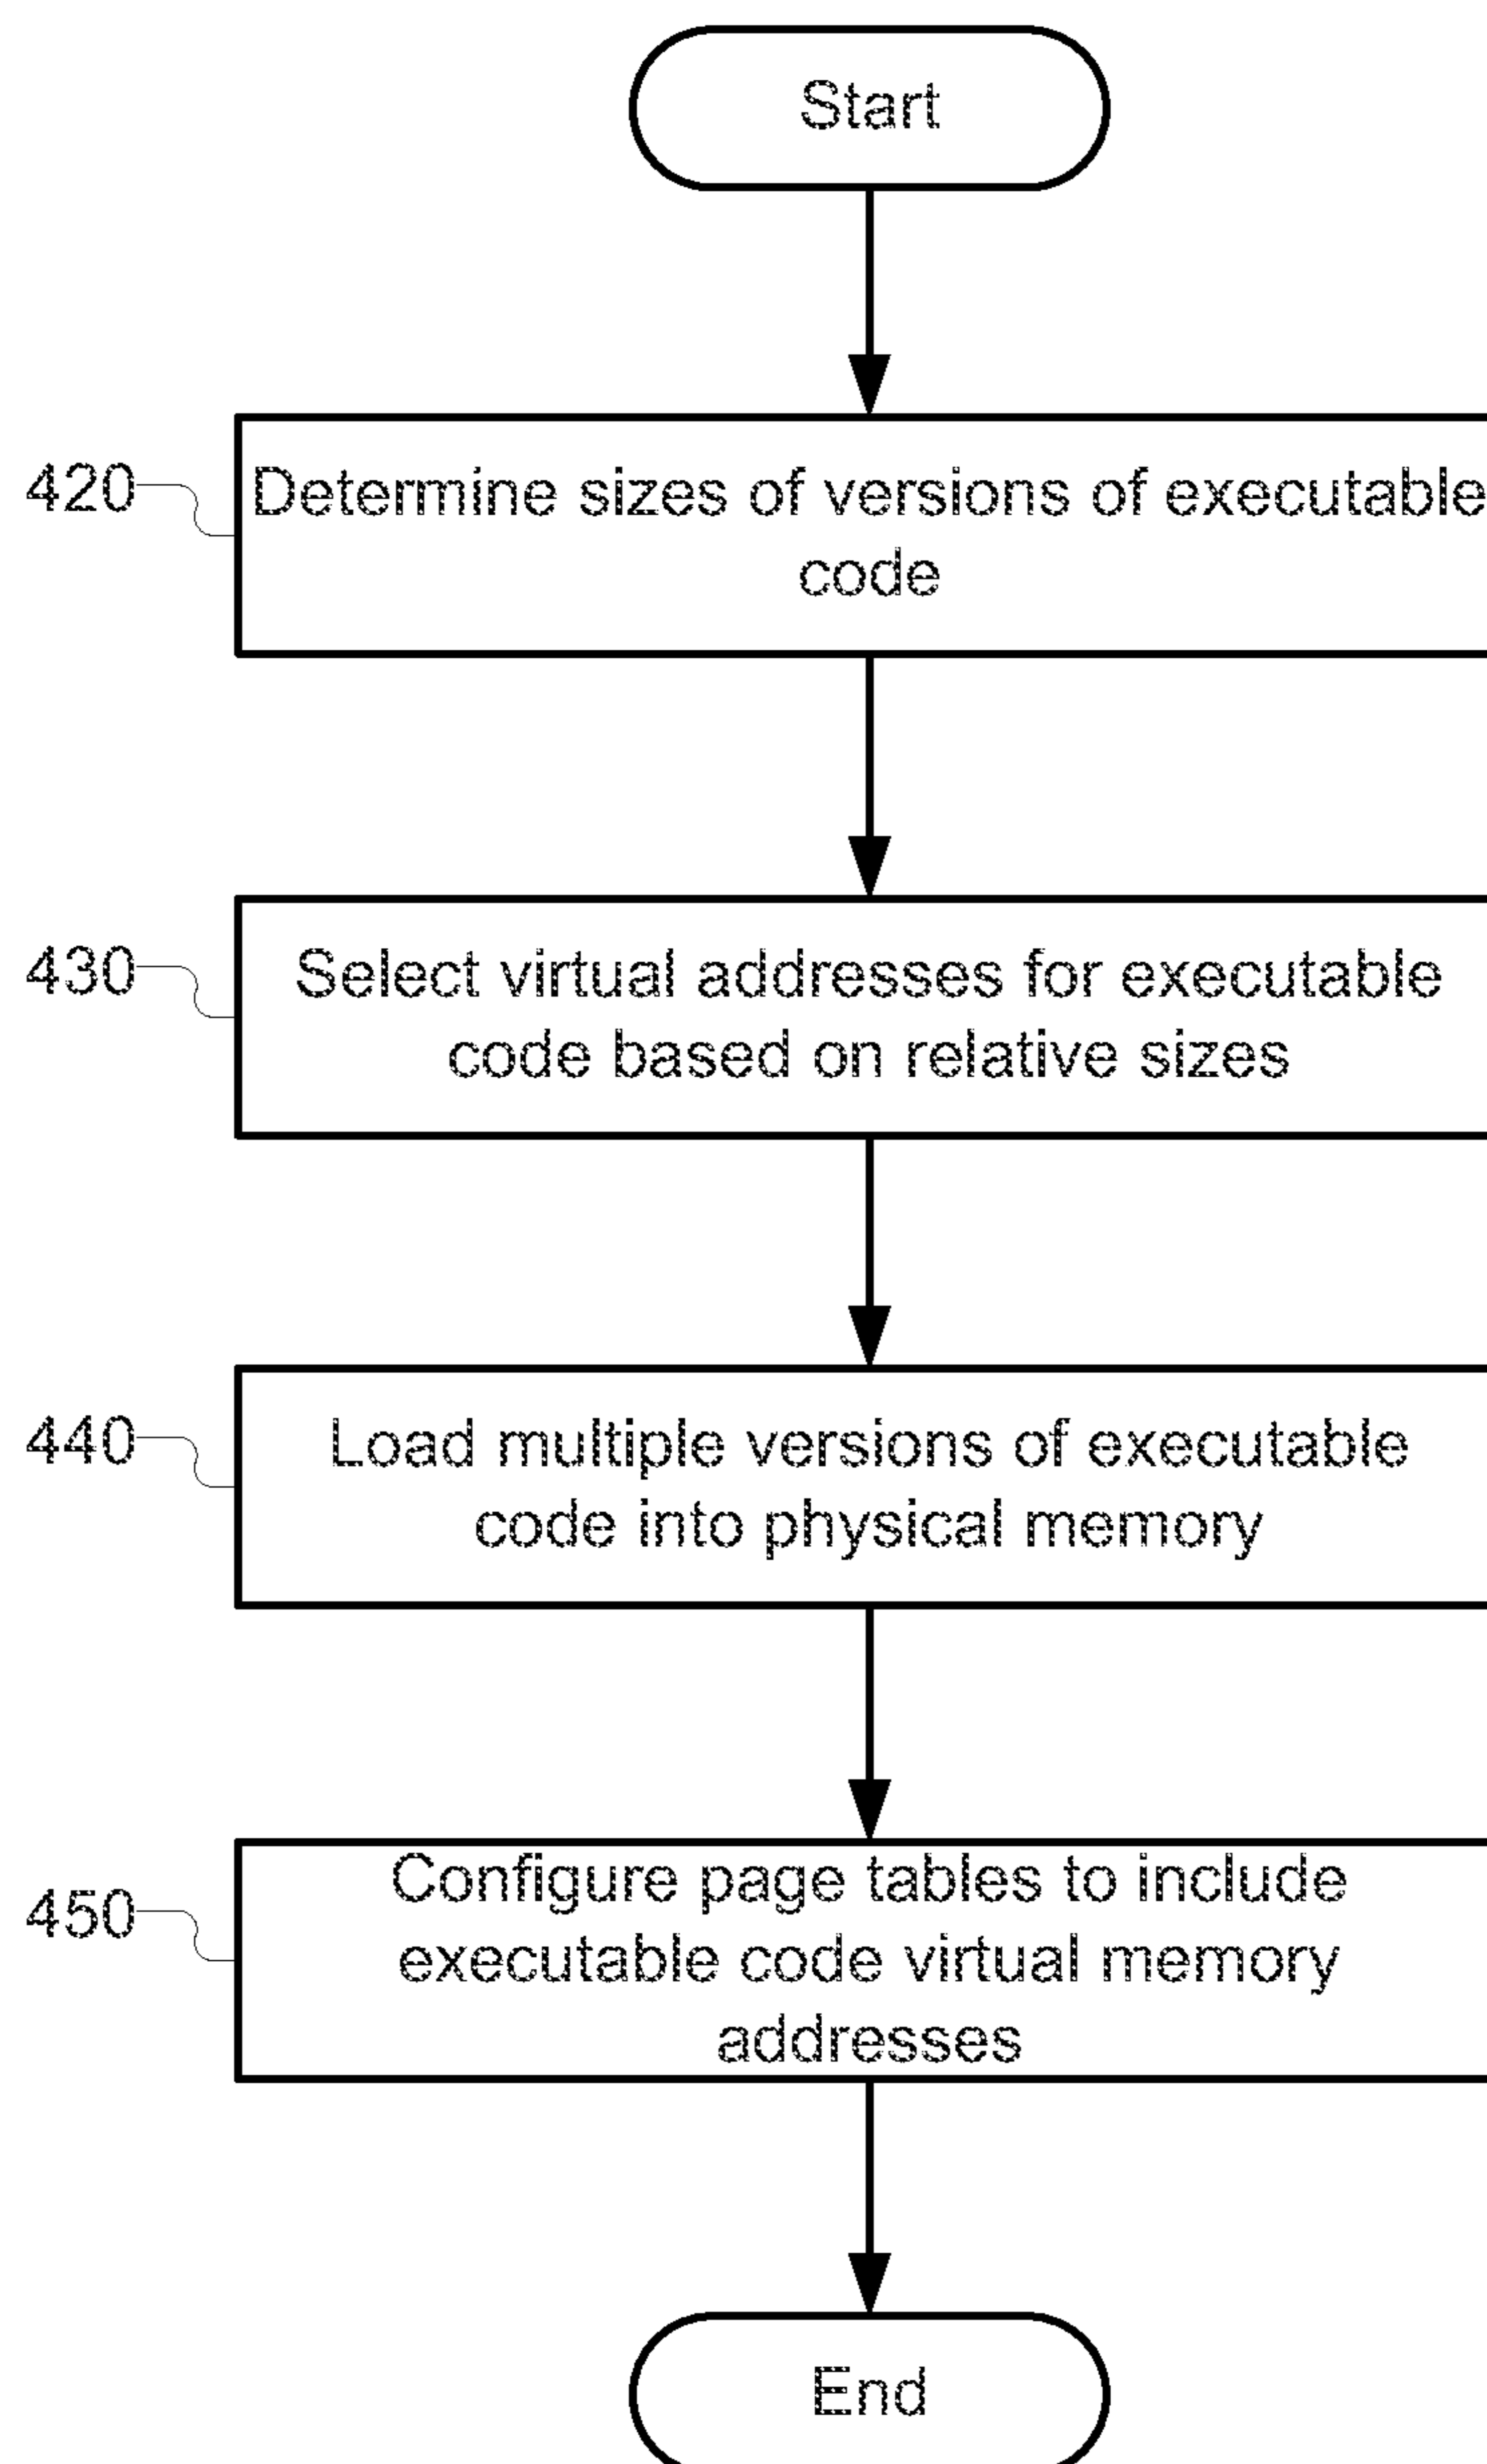 Start
420
Determine sizes of versions of executable
code
430
Select virtual addresses for executable
code based on relative sizes
440
Load multiple versions of executable
code into physical memory
450
Configure page tables to include
executable code virtual memory
addresses
End